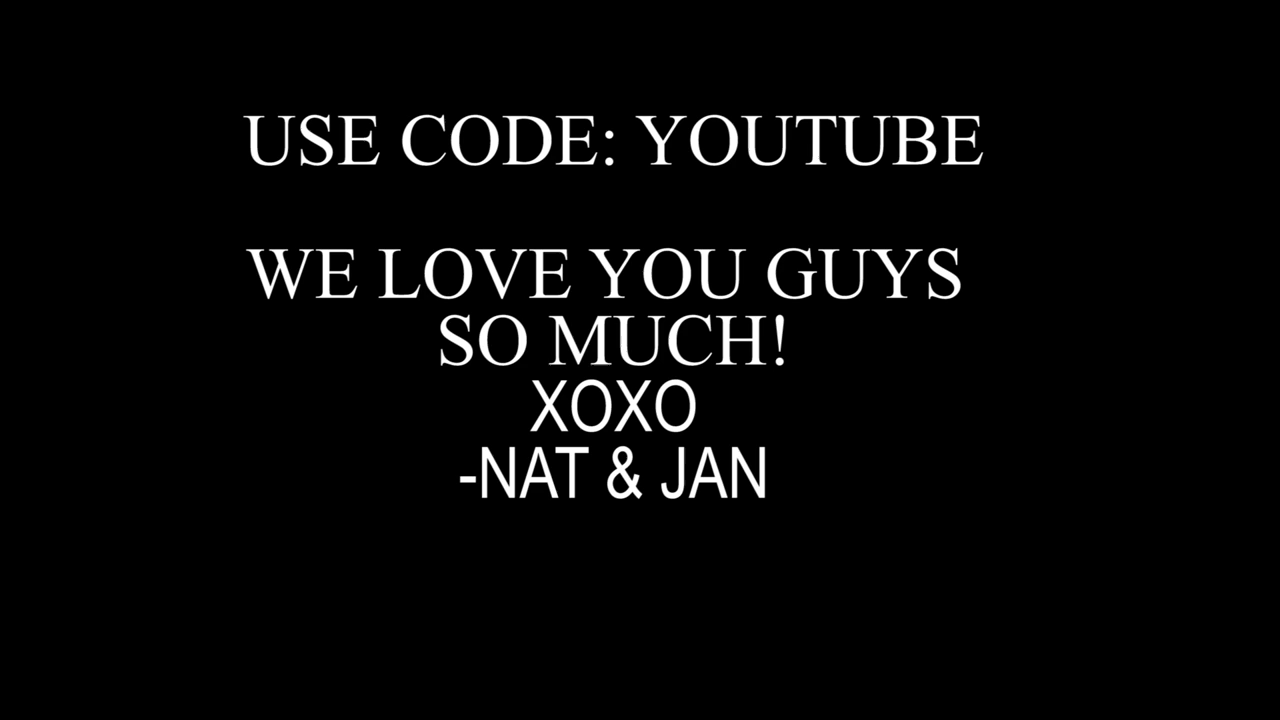 USE CODE: YOUTUBE
WE LOVE YOU GUYS
SO MUCH!
XOXO
-NAT & JAN